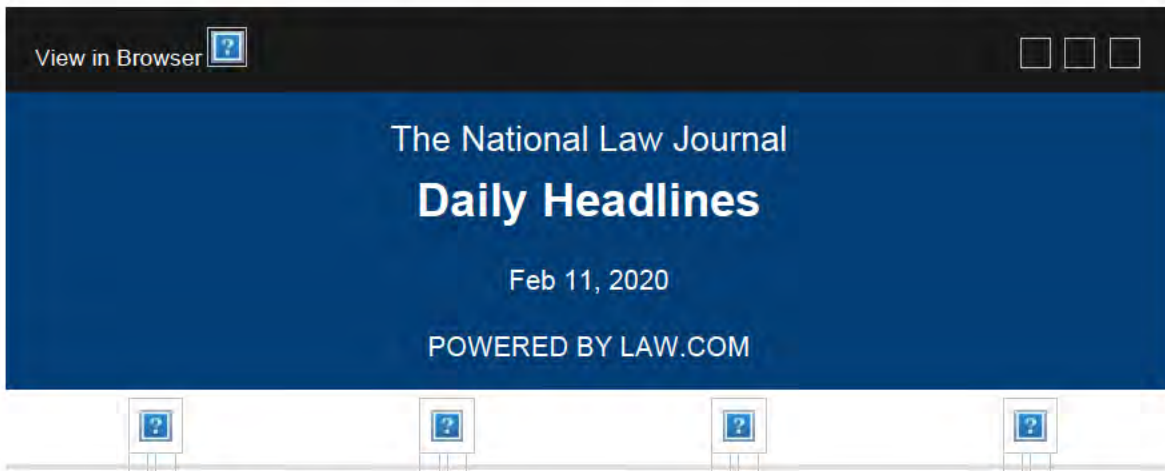 View in Browser
The National Law Journal
Daily Headlines
Feb 11, 2020
POWERED BY LAW.COM